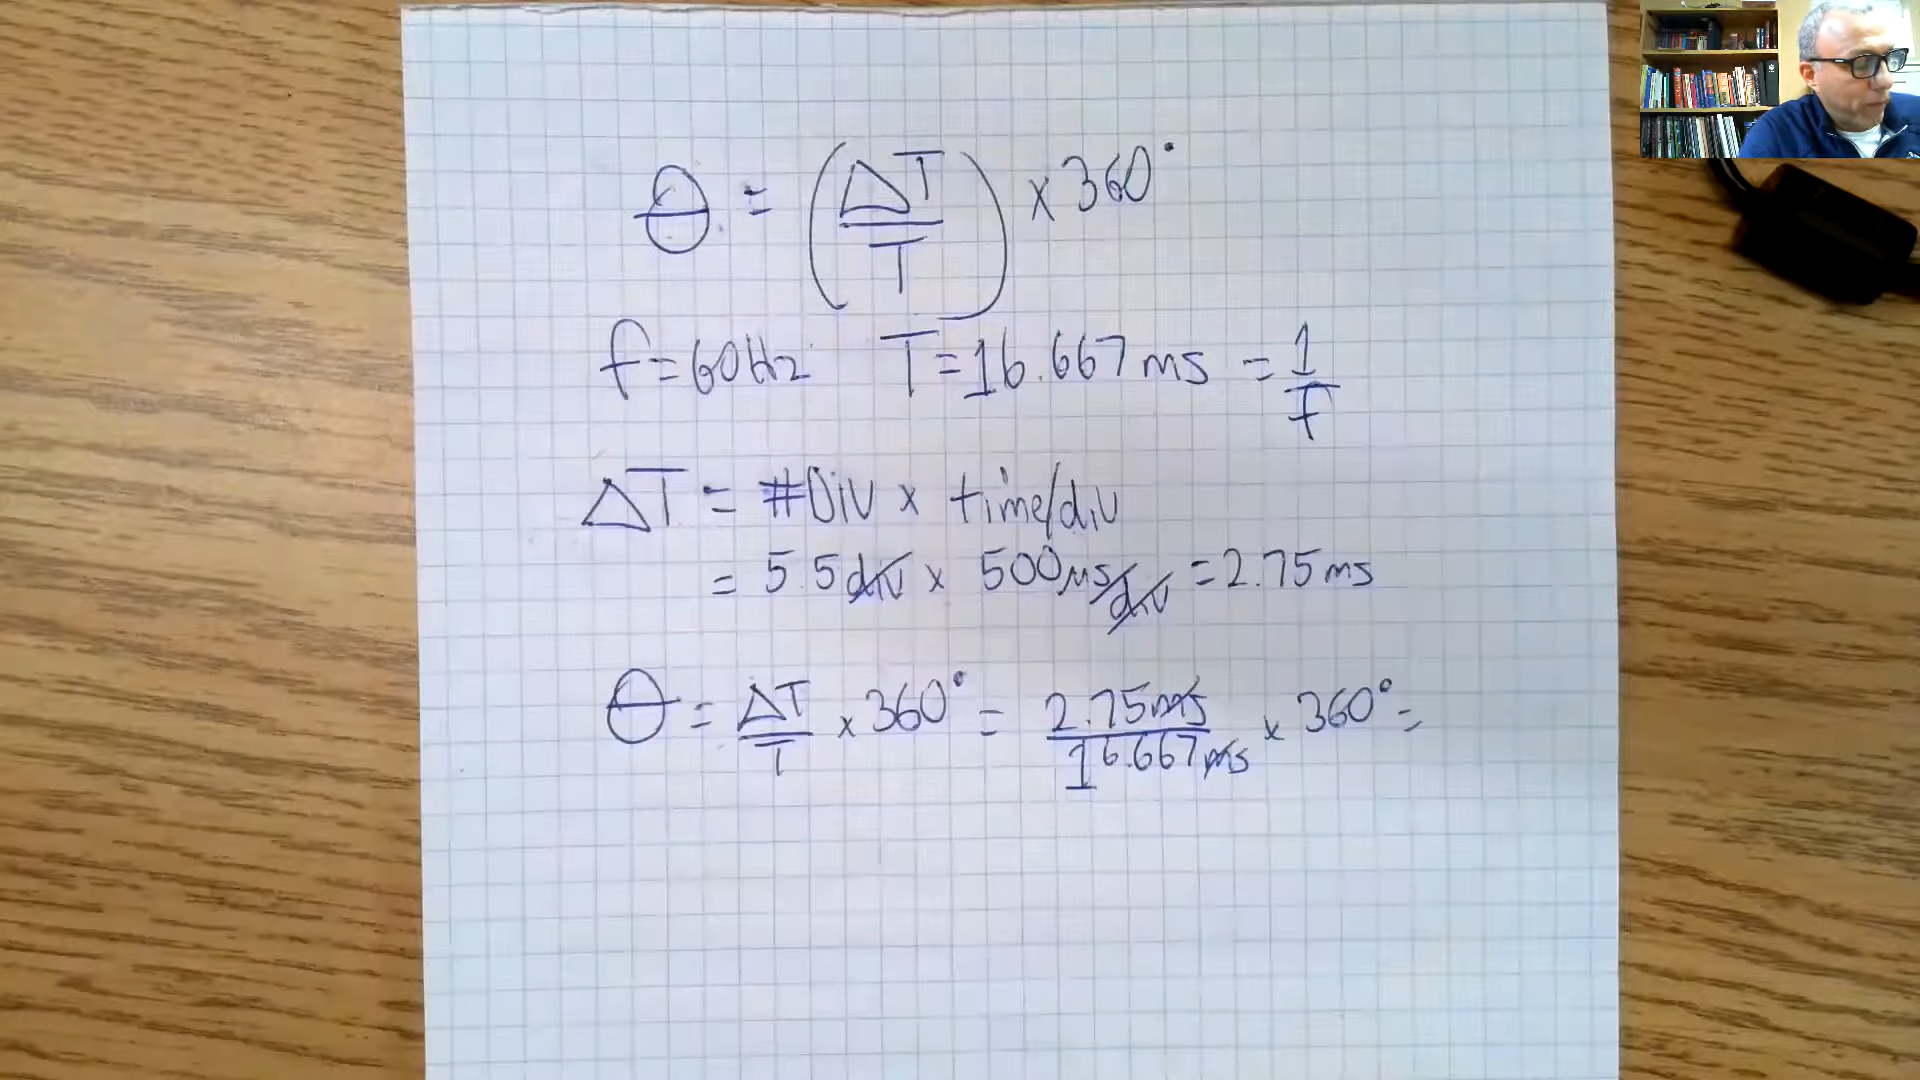 θ = (ΔT/T) × 360°
f = 60Hz T = 16.667 ms = 1/f
ΔT = #Div × time/div
= 5.5 div × 500 μs/div = 2.75 ms
θ = ΔT/T × 360° = 2.75 ms/16.667 ms × 360° =